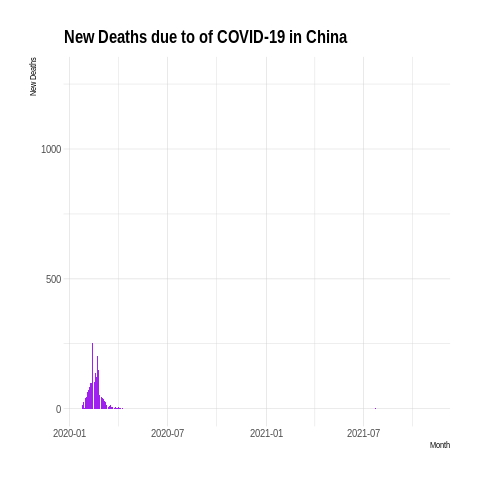 New Deaths due to of COVID-19 in China
New Deaths
1000
500
0
2020-01 2020-07 2021-01 2021-07
Month